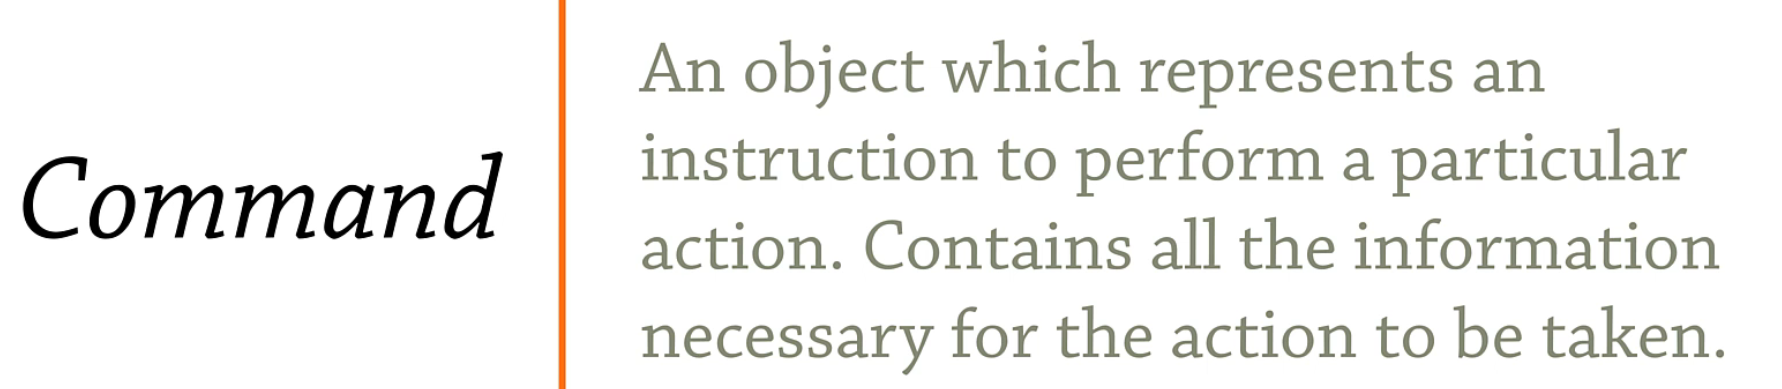 Command
An object which represents an
instruction to perform a particular
action. Contains all the information
necessary for the action to be taken.